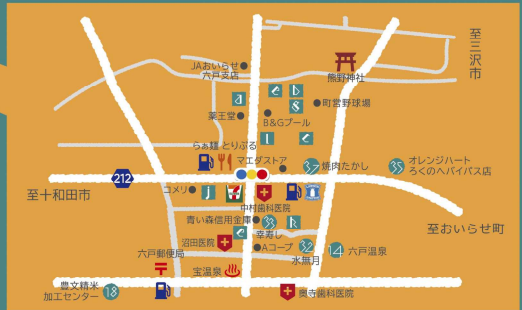 至三沢市
JAおいらせ
六戸支店
熊野神社
a
e
b
s
町営野球場
薬王堂
B&Gプール
らぁ麺 とりぷる
l
e
マエダストア
焼肉たかし
オレンジハート
ろくのへバイパス店
212
至十和田市
コメリ
j
中村歯科医院
青い森信用金庫
幸寿し
k
c
至おいらせ町
沼田医院
Aコープ
水無月
14
六戸温泉
六戸郵便局
宝温泉
豊文精米
加工センター
18
奥寺歯科医院